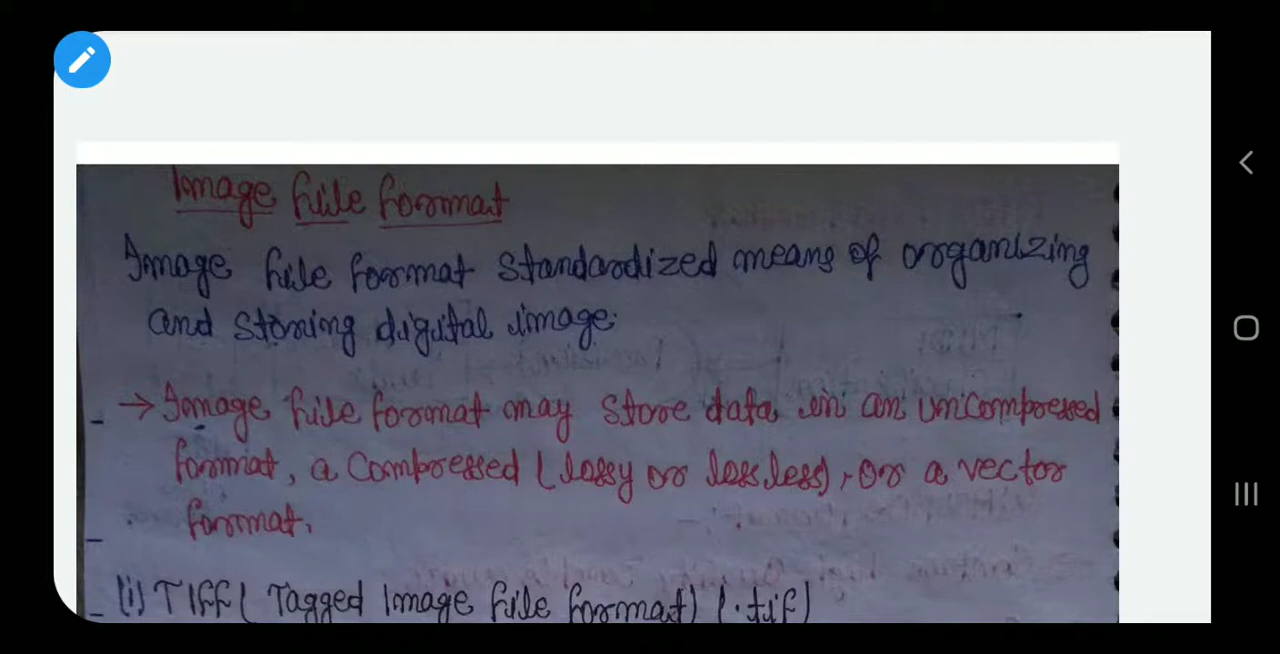 Image file format
Image file format standardized means of organizing
and storing digital image.
→ Image file format may store data in an uncompressed
format, a compressed (lossy or lossless), or a vector
format.
(i) TIFF ( Tagged Image file format) (.tif)